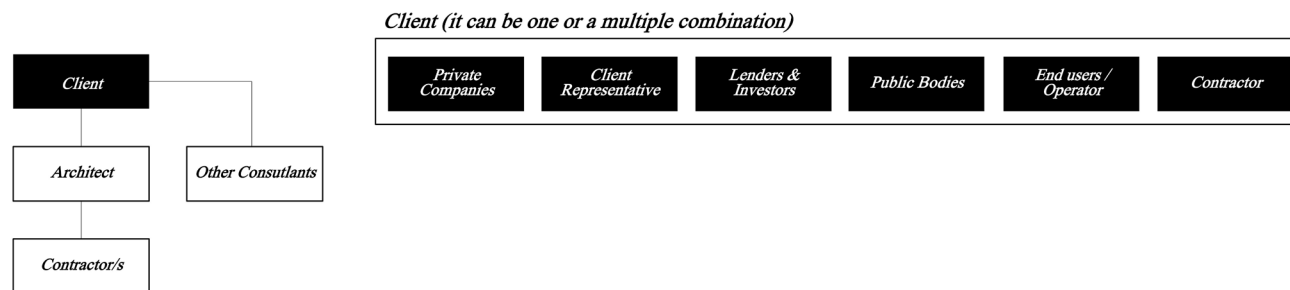 Client (it can be one or a multiple combination)
Client
Architect
Other Consutlants
Contractor/s
Private
Companies
Client
Representative
Lenders &
Investors
Public Bodies
End users /
Operator
Contractor